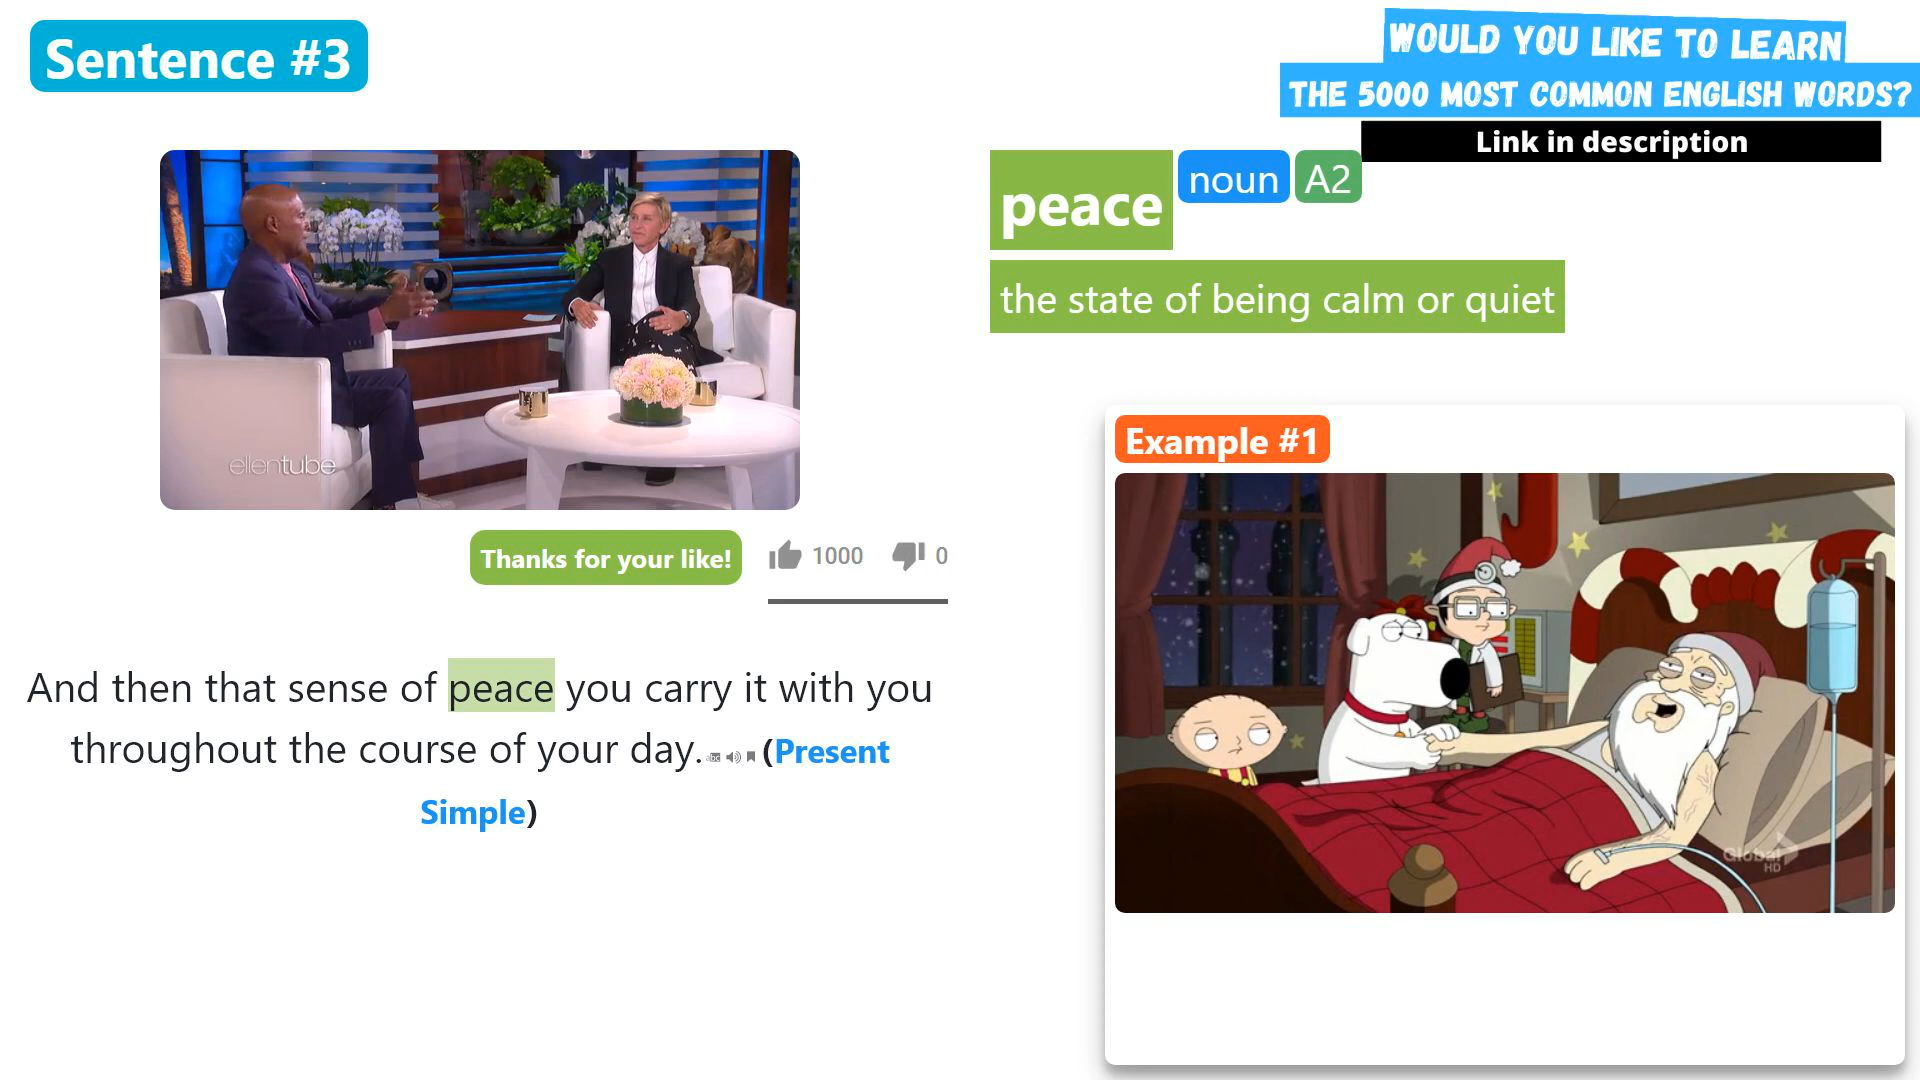 Sentence #3
WOULD YOU LIKE TO LEARN
THE 5000 MOST COMMON ENGLISH WORDS?
Link in description
peace noun A2
the state of being calm or quiet
ellentube
Thanks for your like! 1000 0
And then that sense of peace you carry it with you
throughout the course of your day. (Present
Simple)
Example #1
Global
HD